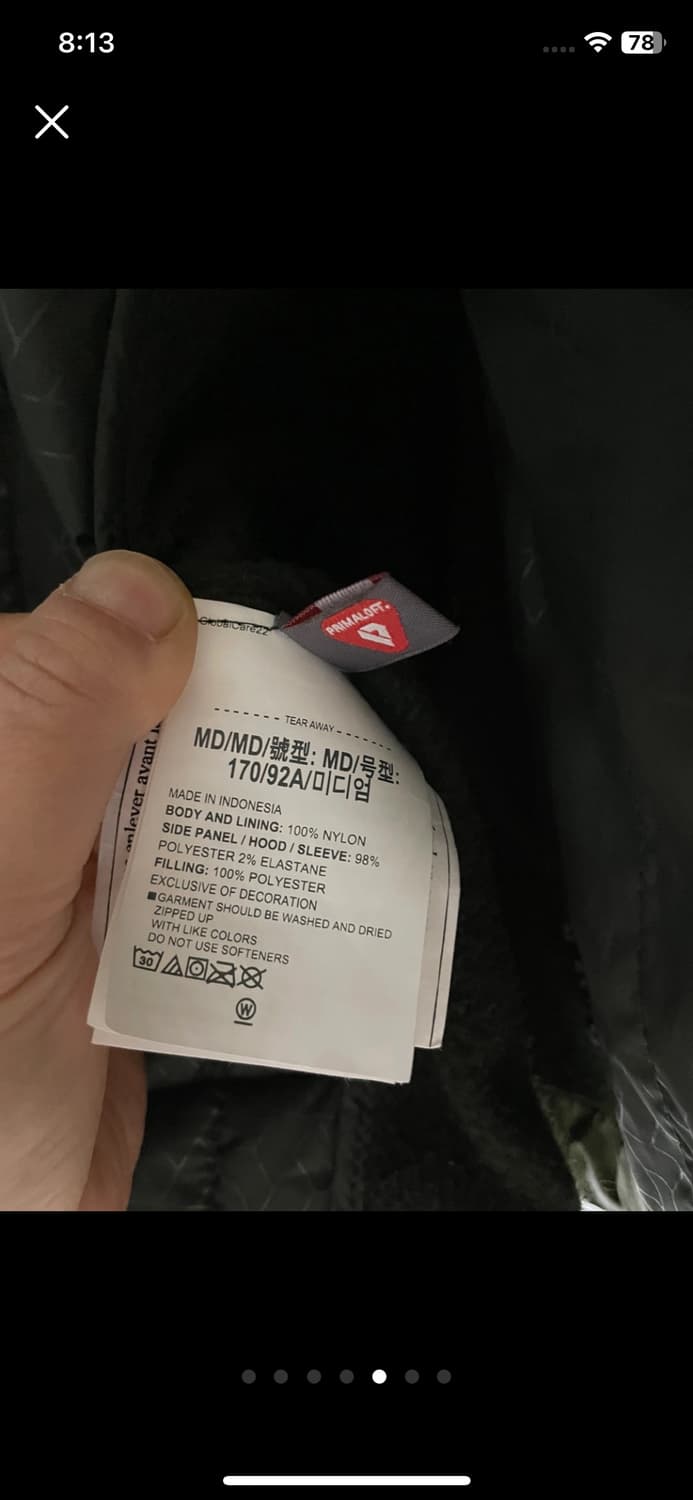 8:13
78
GlobalCare22
PRIMALOFT
TEAR AWAY
MD/MD/號型: MD/号型:
170/92A/미디엄
MADE IN INDONESIA
BODY AND LINING: 100% NYLON
SIDE PANEL / HOOD / SLEEVE: 98%
POLYESTER 2% ELASTANE
FILLING: 100% POLYESTER
EXCLUSIVE OF DECORATION
■GARMENT SHOULD BE WASHED AND DRIED
ZIPPED UP
WITH LIKE COLORS
DO NOT USE SOFTENERS
30
W
enlever avant